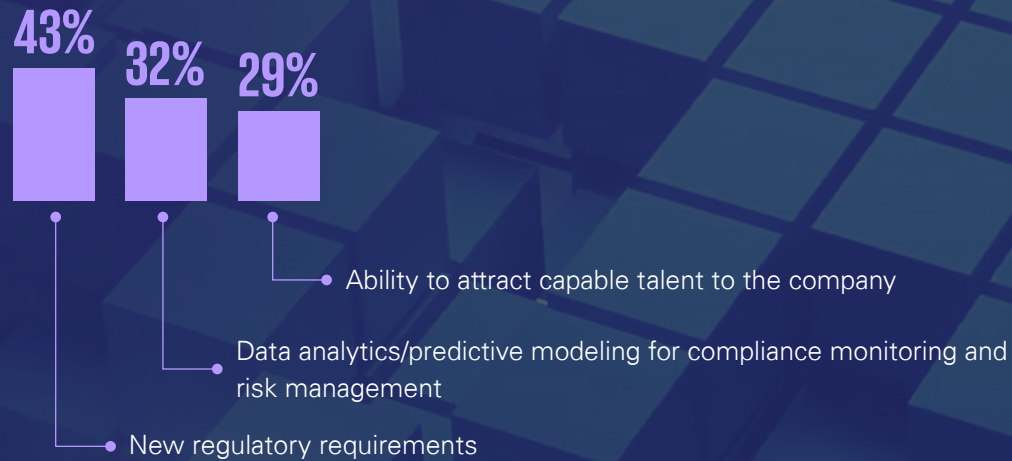 43%
32%
29%
Ability to attract capable talent to the company
Data analytics/predictive modeling for compliance monitoring and
risk management
New regulatory requirements